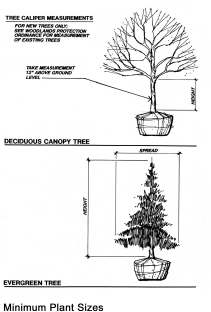 TREE CALIPER MEASUREMENTS
FOR NEW TREES ONLY;
SEE WOODLANDS PROTECTION
ORDINANCE FOR MEASUREMENT
OF EXISTING TREES
TAKE MEASUREMENT
12" ABOVE GROUND
LEVEL
HEIGHT
DECIDUOUS CANOPY TREE
SPREAD
HEIGHT
HEIGHT
EVERGREEN TREE
Minimum Plant Sizes